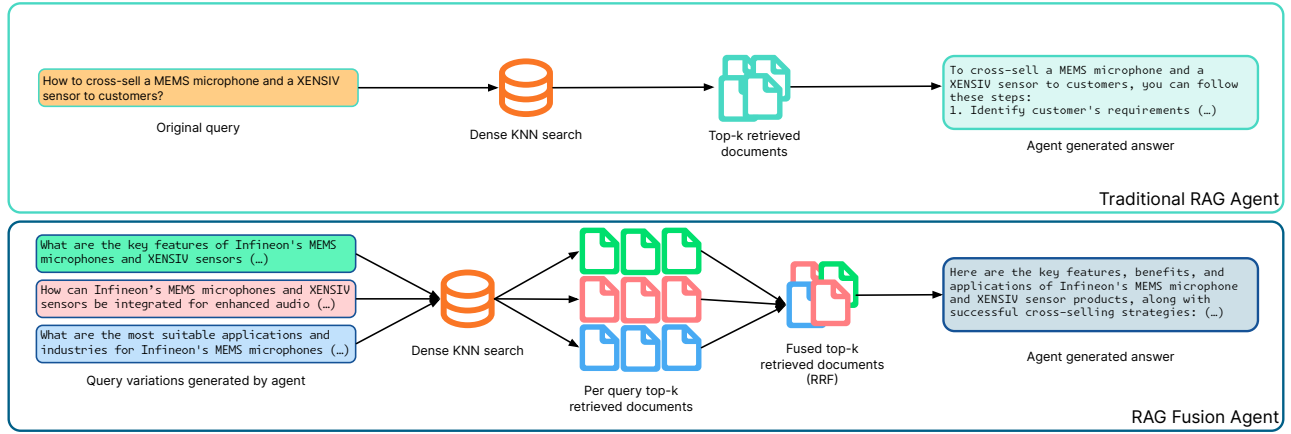 How to cross-sell a MEMS microphone and a XENSIV
sensor to customers?
Original query
Dense KNN search
Top-k retrieved
documents
To cross-sell a MEMS microphone and a
XENSIV sensor to customers, you can follow
these steps:
1. Identify customer's requirements (…)
Agent generated answer
Traditional RAG Agent
What are the key features of Infineon's MEMS
microphones and XENSIV sensors (…)
How can Infineon’s MEMS microphones and XENSIV
sensors be integrated for enhanced audio (…)
What are the most suitable applications and
industries for Infineon's MEMS microphones (…)
Query variations generated by agent
Dense KNN search
Per query top-k
retrieved documents
Fused top-k
retrieved documents
(RRF)
Here are the key features, benefits, and
applications of Infineon's MEMS microphone
and XENSIV sensor products, along with
successful cross-selling strategies: (…)
Agent generated answer
RAG Fusion Agent